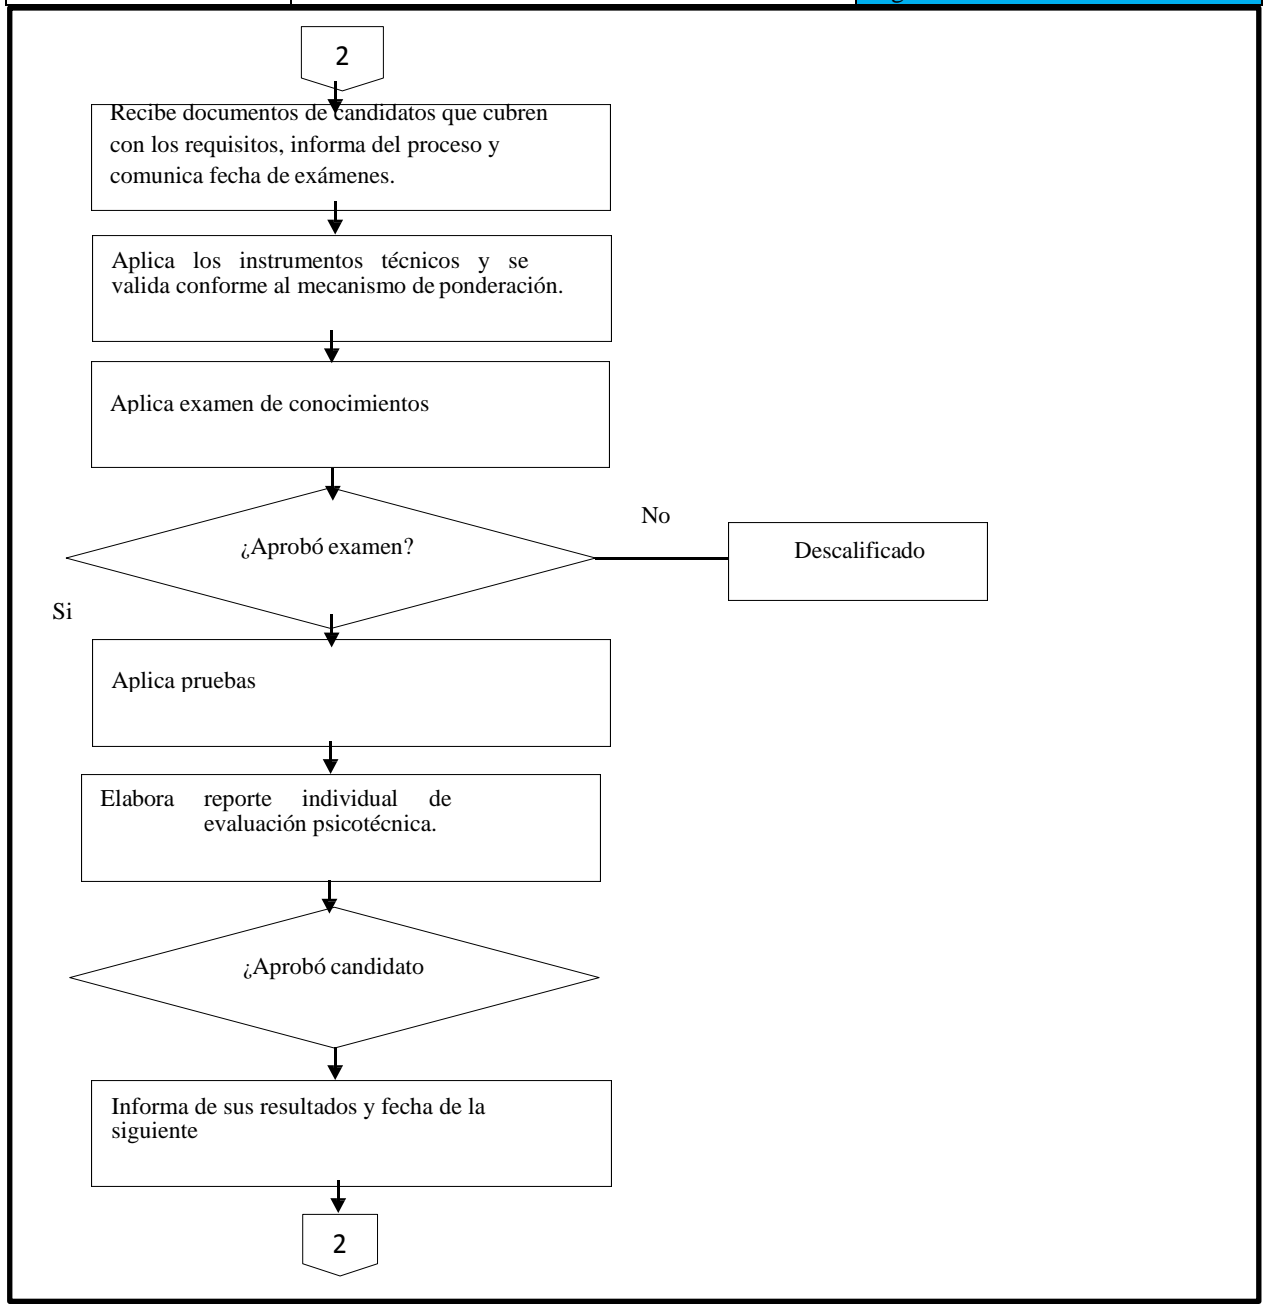 2
Recibe documentos de candidatos que cubren
con los requisitos, informa del proceso y
comunica fecha de exámenes.
Aplica los instrumentos técnicos y se
valida conforme al mecanismo de ponderación.
Aplica examen de conocimientos
No
¿Aprobó examen?
Descalificado
Si
Aplica pruebas
Elabora reporte individual de
evaluación psicotécnica.
¿Aprobó candidato
Informa de sus resultados y fecha de la
siguiente
2